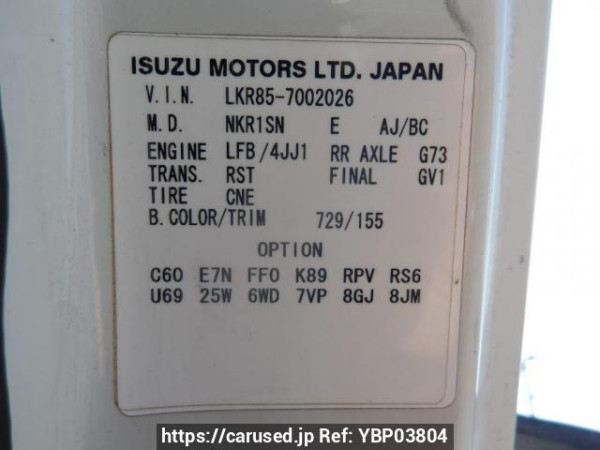 ISUZU MOTORS LTD. JAPAN
V.I.N. LKR85-7002026
M.D. NKR1SN E AJ/BC
ENGINE LFB/4JJ1 RR AXLE G73
TRANS. RST FINAL GV1
TIRE CNE
B.COLOR/TRIM 729/155
OPTION
C60 E7N FF0 K89 RPV RS6
U69 25W 6WD 7VP 8GJ 8JM
https://carused.jp Ref: YBP03804